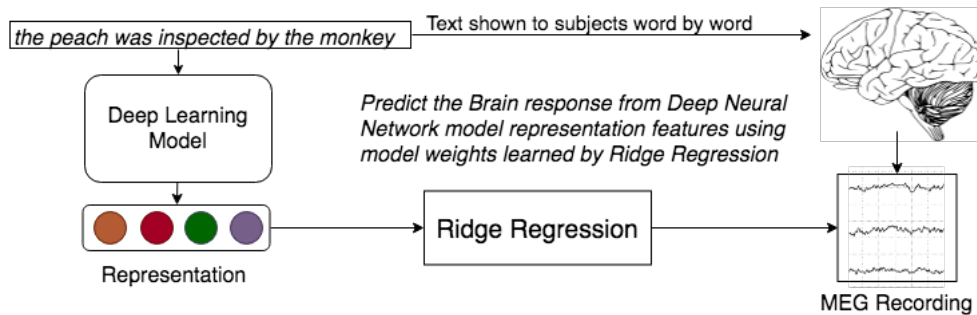 Text shown to subjects word by word
the peach was inspected by the monkey
Deep Learning
Model
Predict the Brain response from Deep Neural
Network model representation features using
model weights learned by Ridge Regression
Ridge Regression
Representation
MEG Recording